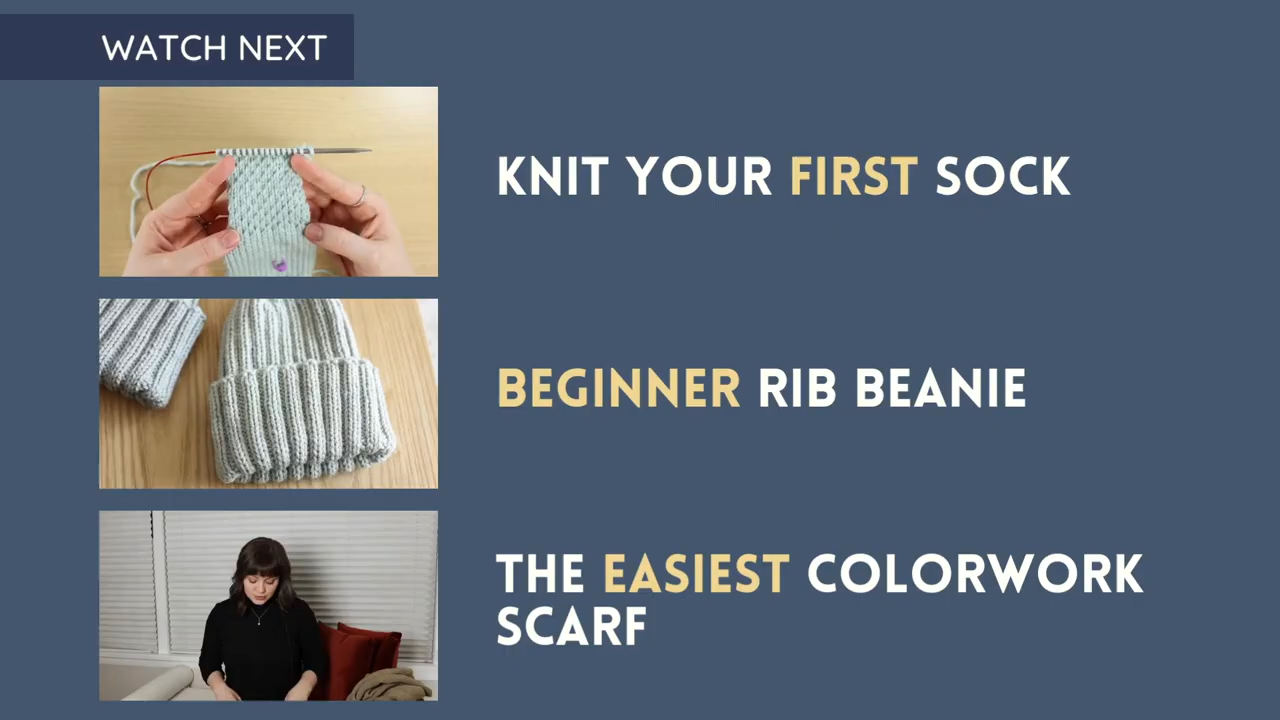 WATCH NEXT
KNIT YOUR FIRST SOCK
BEGINNER RIB BEANIE
THE EASIEST COLORWORK
SCARF